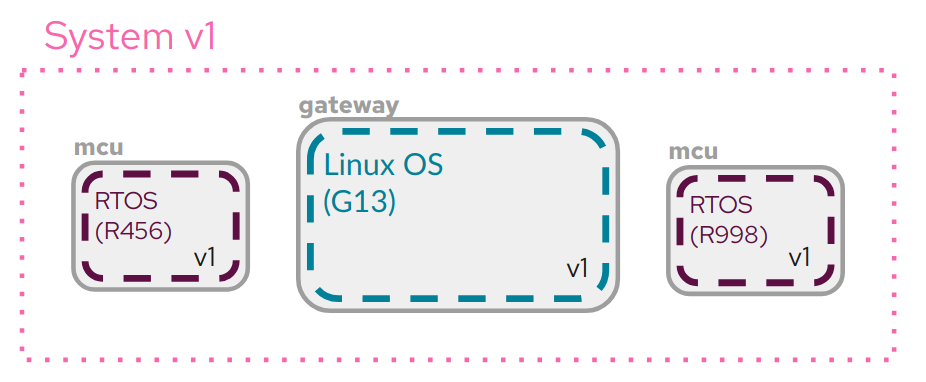 System v1
mcu
RTOS
(R456)
v1
gateway
Linux OS
(G13)
v1
mcu
RTOS
(R998)
v1